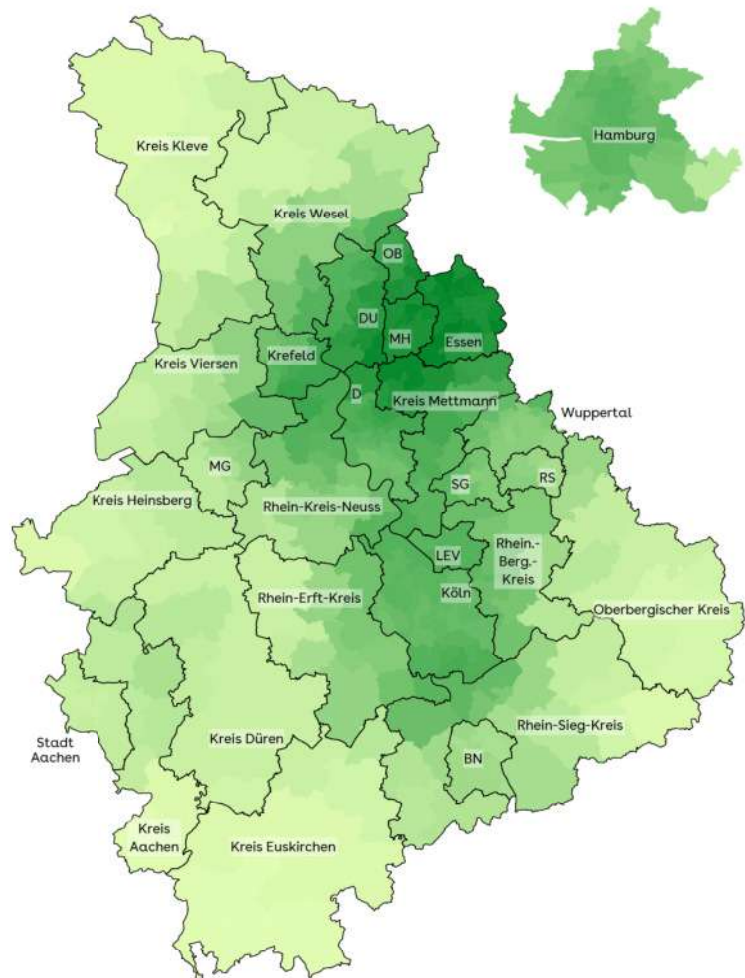 Hamburg
Kreis Kleve
Kreis Wesel
OB
DU
MH
Essen
Krefeld
Kreis Viersen
D
Kreis Mettmann
Wuppertal
MG
SG
RS
Kreis Heinsberg
Rhein-Kreis-Neuss
LEV
Rhein.-
Berg.-
Kreis
Rhein-Erft-Kreis
Köln
Oberbergischer Kreis
Rhein-Sieg-Kreis
Stadt
Aachen
Kreis Düren
BN
Kreis
Aachen
Kreis Euskirchen